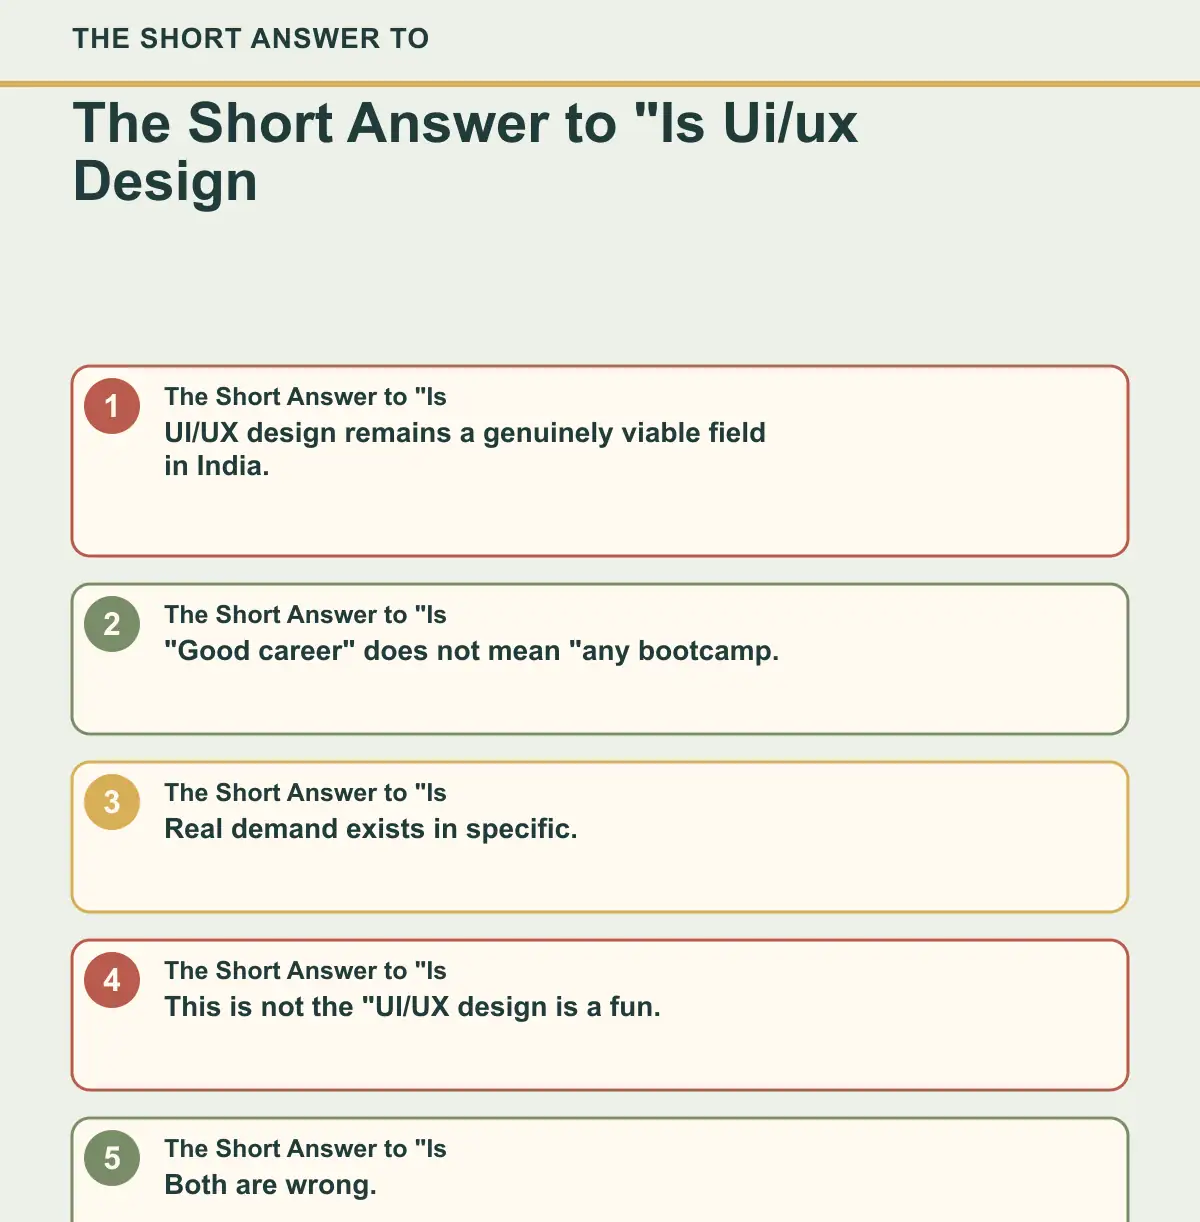 THE SHORT ANSWER TO
The Short Answer to "Is Ui/ux
Design
1
The Short Answer to "Is
UI/UX design remains a genuinely viable field
in India.
2
The Short Answer to "Is
"Good career" does not mean "any bootcamp.
3
The Short Answer to "Is
Real demand exists in specific.
4
The Short Answer to "Is
This is not the "UI/UX design is a fun.
5
The Short Answer to "Is
Both are wrong.